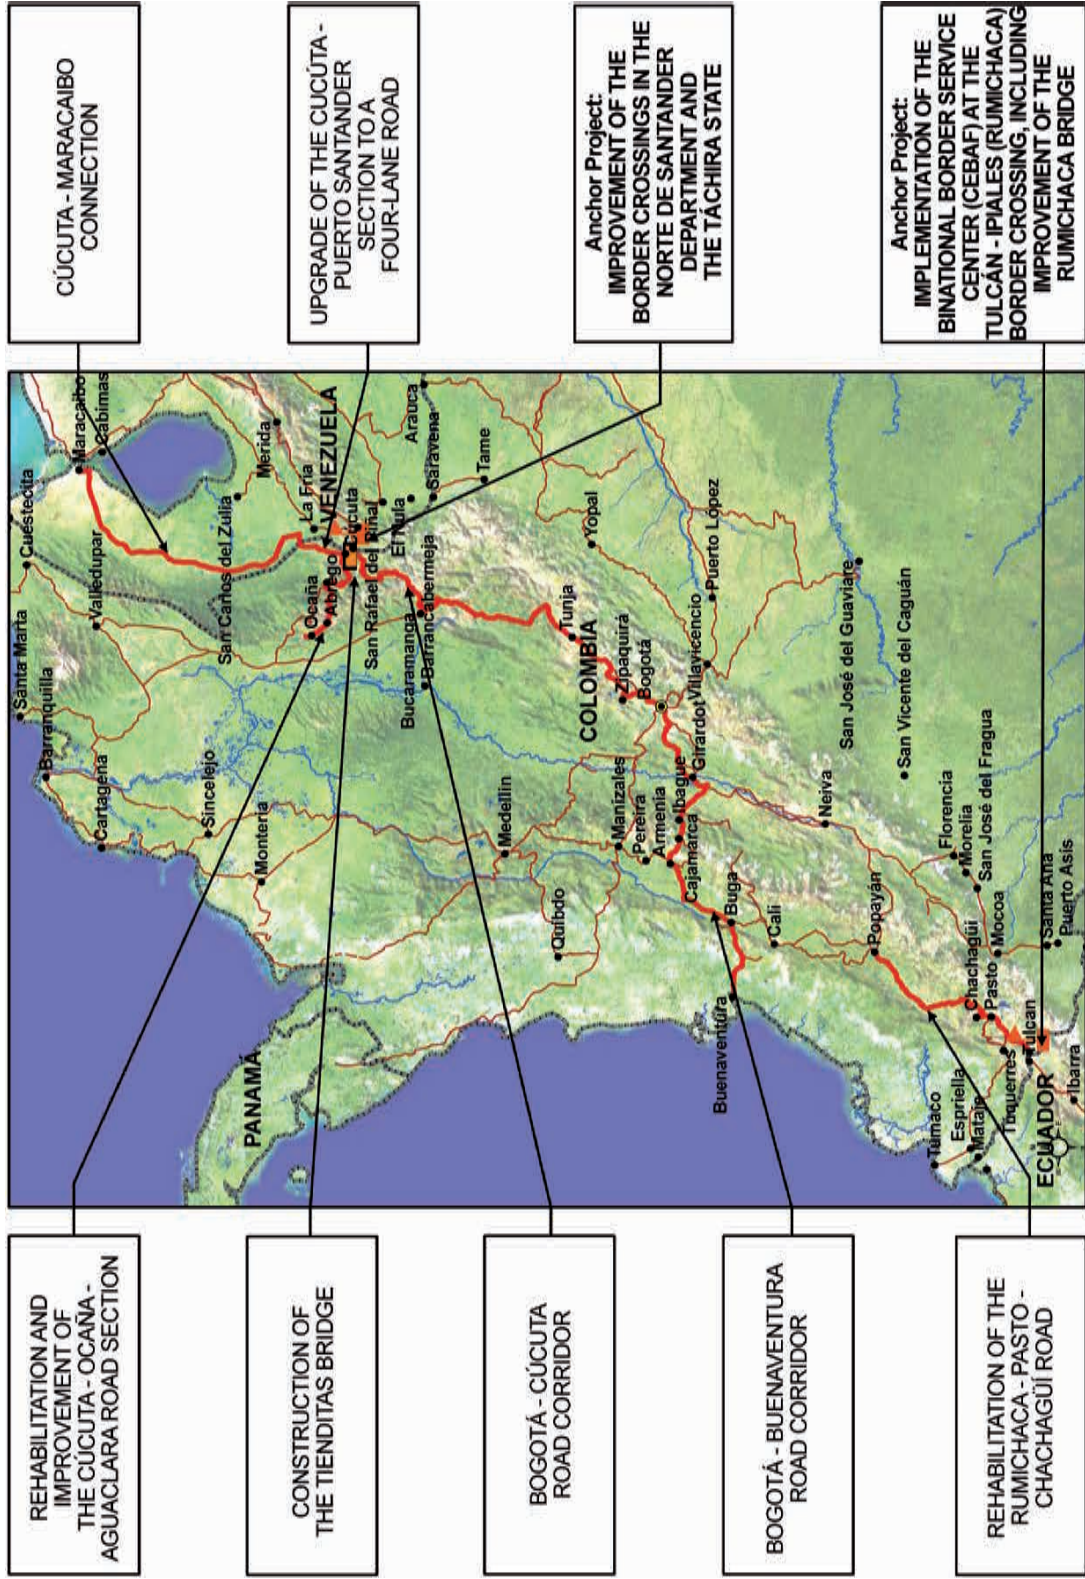 REHABILITATION AND
IMPROVEMENT OF
THE CÚCUTA - OCAÑA -
AGUACLARA ROAD SECTION
CONSTRUCTION OF
THE TIENDITAS BRIDGE
BOGOTÁ - CÚCUTA
ROAD CORRIDOR
BOGOTÁ - BUENAVENTURA
ROAD CORRIDOR
REHABILITATION OF THE
RUMICHACA - PASTO -
CHACHAGÜÍ ROAD
CÚCUTA - MARACAIBO
CONNECTION
UPGRADE OF THE CUCÚTA -
PUERTO SANTANDER
SECTION TO A
FOUR-LANE ROAD
Anchor Project:
IMPROVEMENT OF THE
BORDER CROSSINGS IN THE
NORTE DE SANTANDER
DEPARTMENT AND
THE TÁCHIRA STATE
Anchor Project:
IMPLEMENTATION OF THE
BINATIONAL BORDER SERVICE
CENTER (CEBAF) AT THE
TULCÁN - IPIALES (RUMICHACA)
BORDER CROSSING, INCLUDING
IMPROVEMENT OF THE
RUMICHACA BRIDGE
Santa Marta
Cuestecita
Barranquilla
Maracaibo
Cartagena
Valledupar
Cabimas
Sincelejo
San Carlos del Zulia
Merida
Montería
PANAMÁ
Ocaña
La Fría
Abrego
VENEZUELA
Cúcuta
San Rafael del Piñal
El Nula
Arauca
Bucaramanga
Barrancabermeja
Saravena
Tame
Medellín
Quibdo
Tunja
Yopal
COLOMBIA
Manizales
Zipaquirá
Pereira
Bogotá
Armenia
Ibague
Cajamarca
Girardot
Villavicencio
Puerto López
Buenaventura
Buga
Cali
Neiva
San José del Guaviare
Popayán
San Vicente del Caguán
Tumaco
Florencia
Espriella
Morelia
Mataje
Chachagüi
San José del Fragua
Pasto
Mocoa
Túquerres
Tulcan
Santa Ana
Puerto Asis
ECUADOR
Ibarra